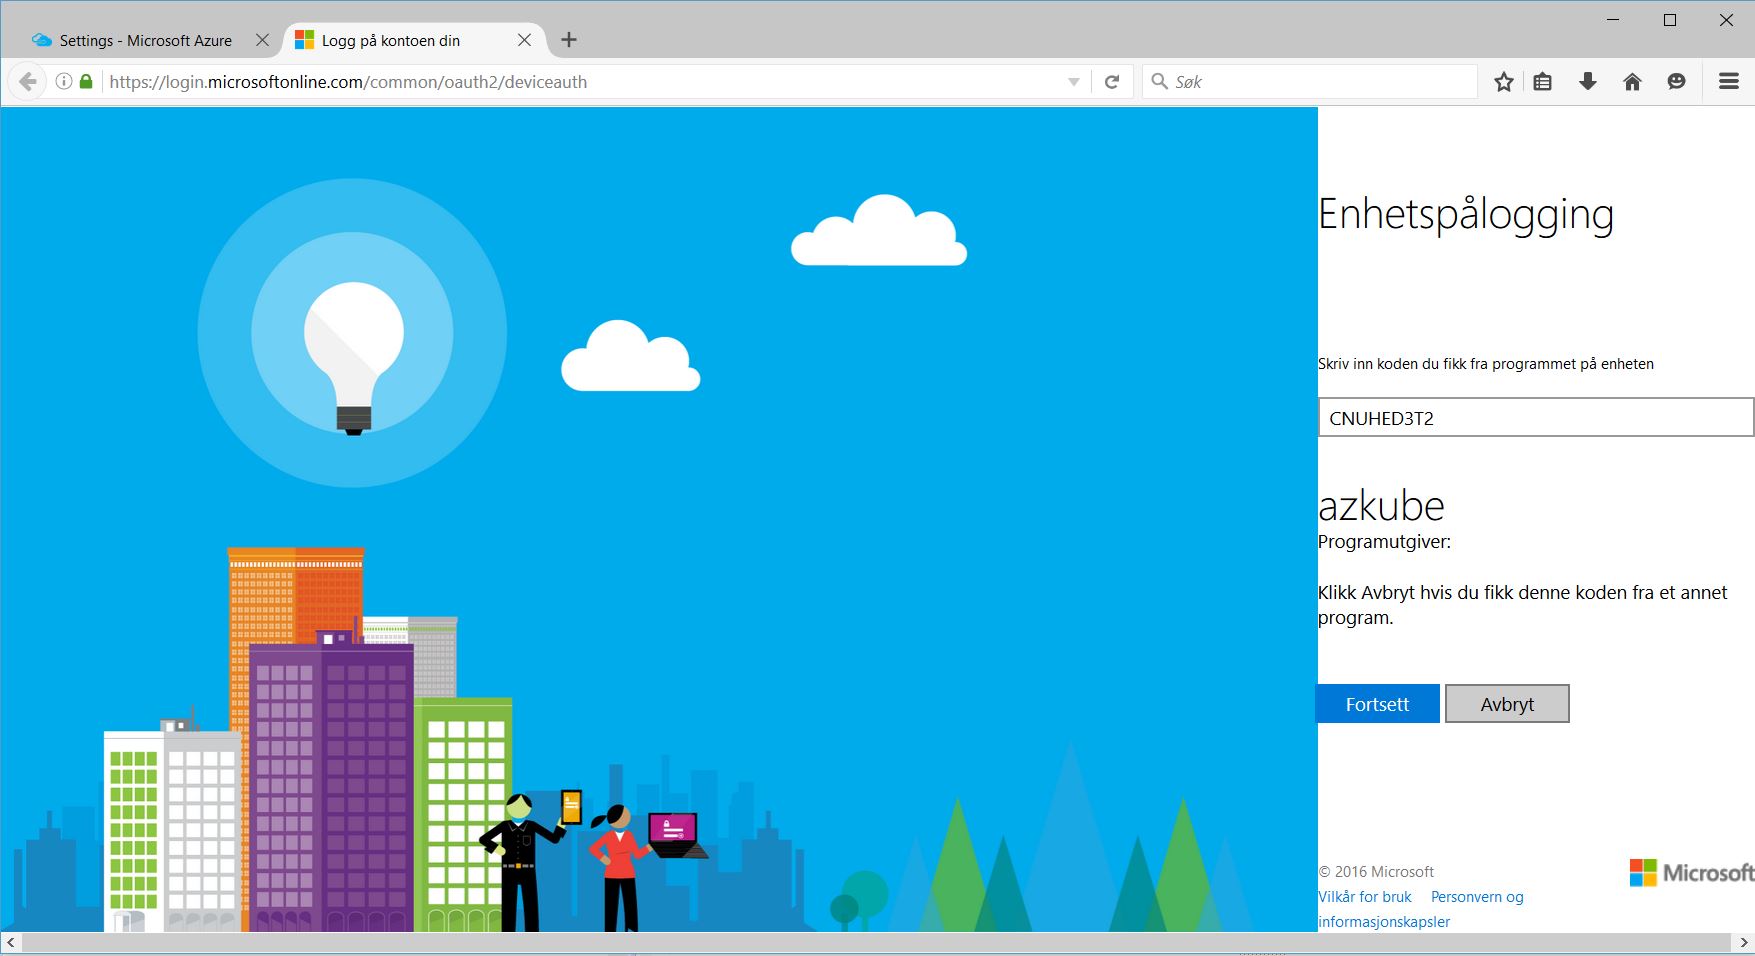 Settings - Microsoft Azure
Logg på kontoen din
https://login.microsoftonline.com/common/oauth2/deviceauth
Søk
Enhetspålogging
Skriv inn koden du fikk fra programmet på enheten
CNUHED3T2
azkube
Programutgiver:
Klikk Avbryt hvis du fikk denne koden fra et annet
program.
Fortsett
Avbryt
© 2016 Microsoft
Microsoft
Vilkår for bruk
Personvern og
informasjonskapsler